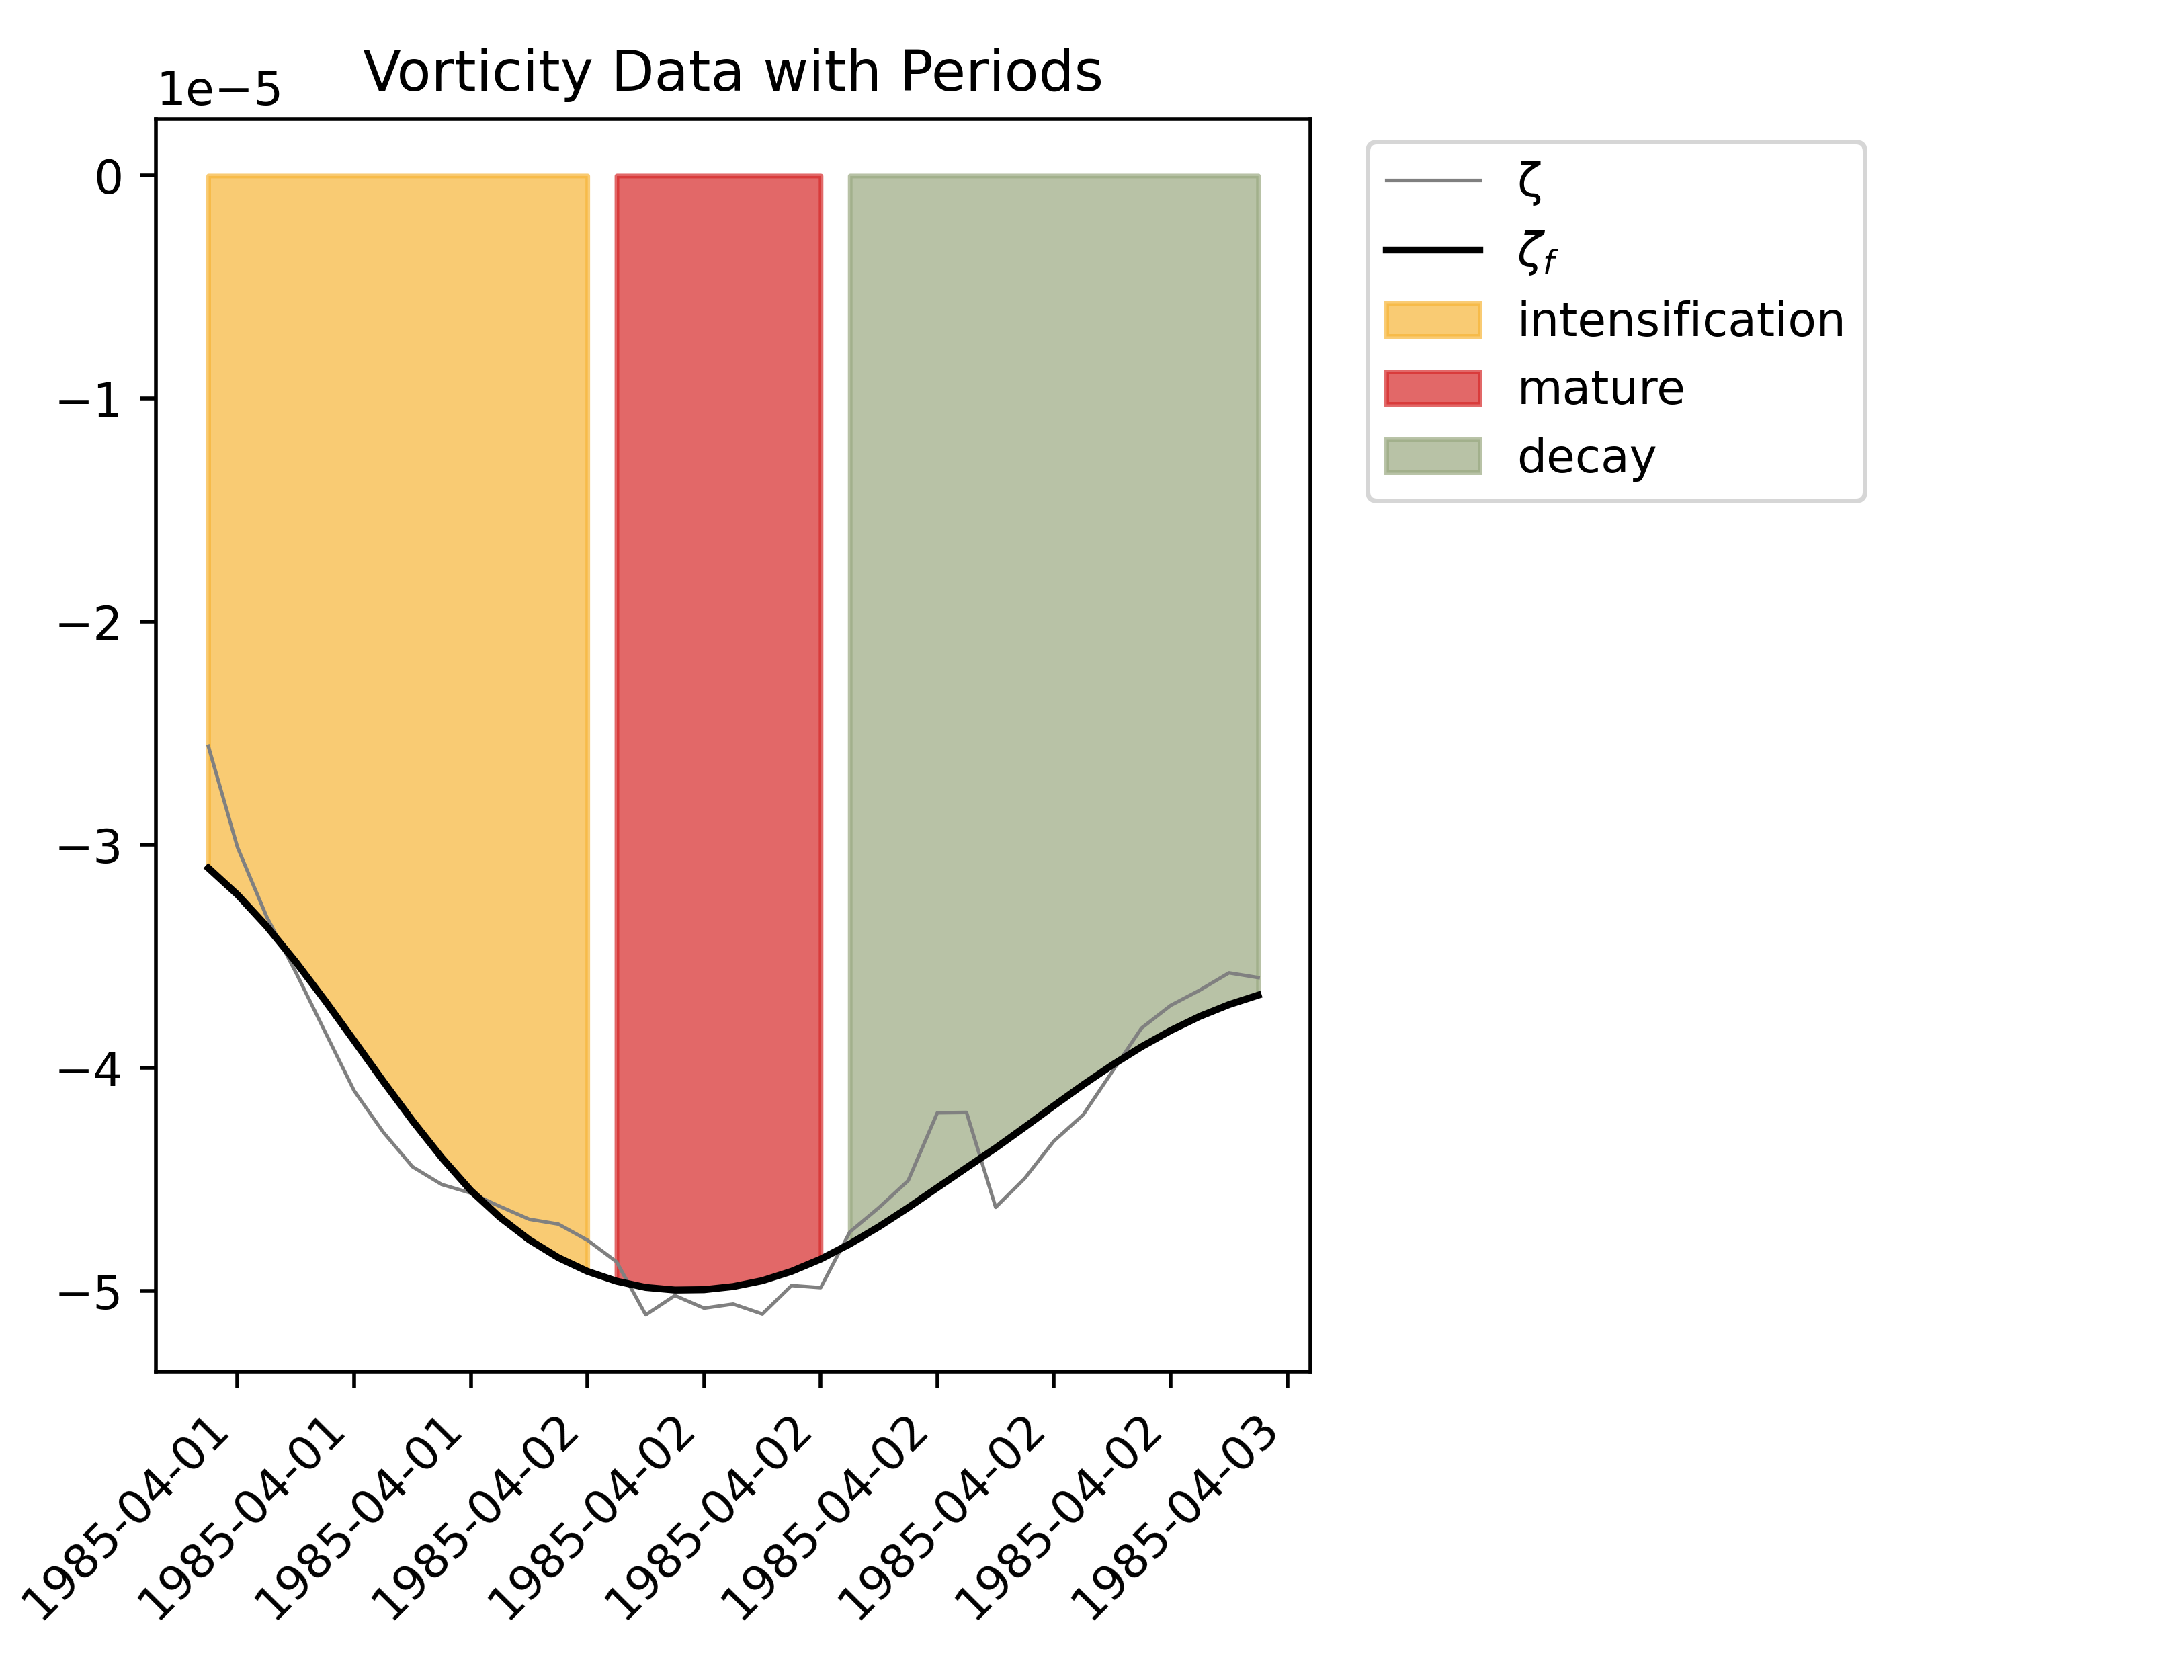 Vorticity Data with Periods
1e−5
0
−1
−2
−3
−4
−5
1985-04-01
1985-04-01
1985-04-01
1985-04-02
1985-04-02
1985-04-02
1985-04-02
1985-04-02
1985-04-02
1985-04-03
ζ
ζf
intensification
mature
decay